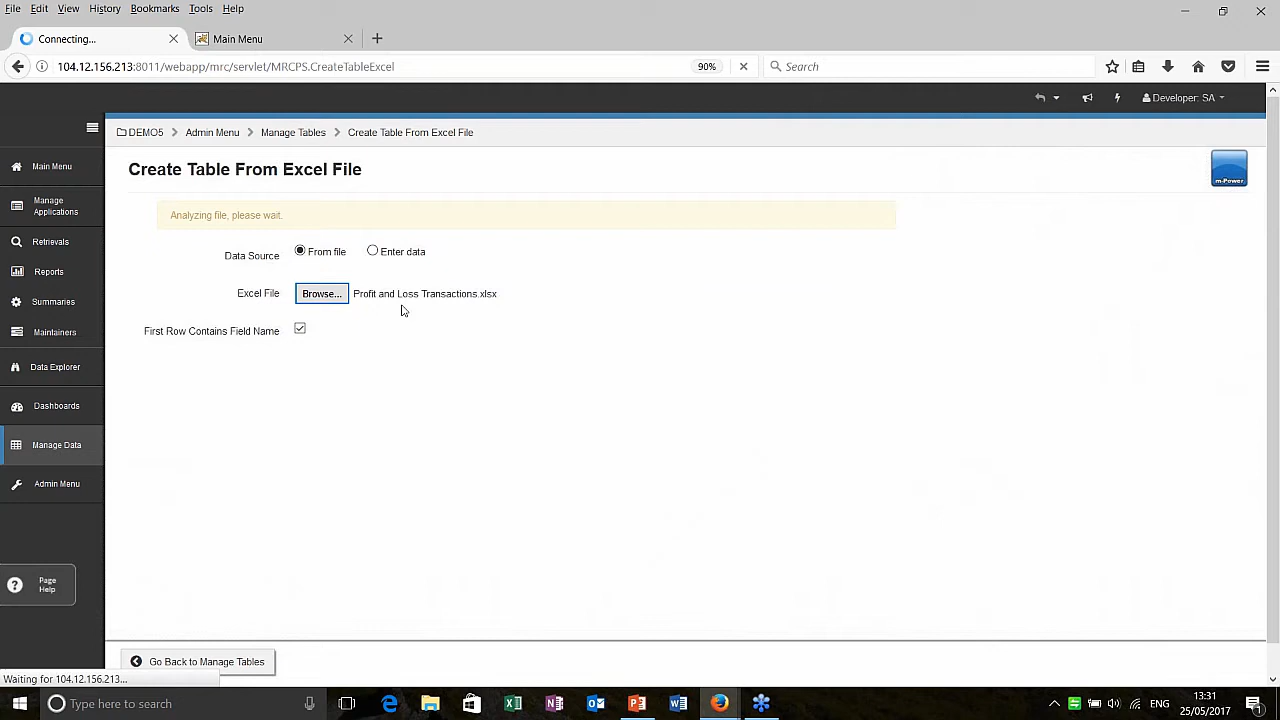 File Edit View History Bookmarks Tools Help
Connecting...
Main Menu
104.12.156.213:8011/webapp/mrc/servlet/MRCPS.CreateTableExcel
90%
Search
Developer: SA
DEMO5 Admin Menu Manage Tables Create Table From Excel File
Main Menu
Manage Applications
Retrievals
Reports
Summaries
Maintainers
Data Explorer
Dashboards
Manage Data
Admin Menu
Page Help
Create Table From Excel File
m-Power
Analyzing file, please wait.
Data Source From file Enter data
Excel File Browse... Profit and Loss Transactions.xlsx
First Row Contains Field Name
Go Back to Manage Tables
Waiting for 104.12.156.213...
Type here to search
ENG
13:31
25/05/2017